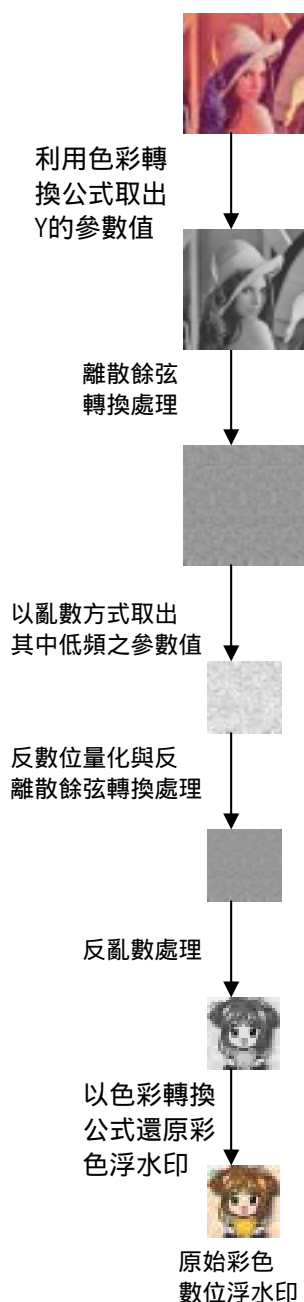 利用色彩轉
換公式取出
Y的參數值
離散餘弦
轉換處理
以亂數方式取出
其中低頻之參數值
反數位量化與反
離散餘弦轉換處理
反亂數處理
以色彩轉換
公式還原彩
色浮水印
原始彩色
數位浮水印